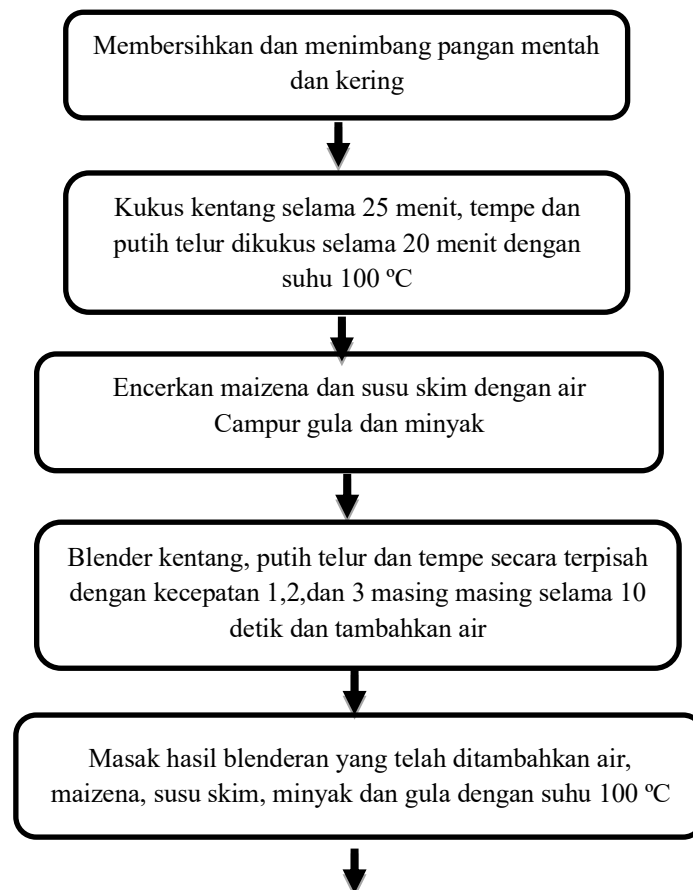 Membersihkan dan menimbang pangan mentah
dan kering
Kukus kentang selama 25 menit, tempe dan
putih telur dikukus selama 20 menit dengan
suhu 100 ºC
Encerkan maizena dan susu skim dengan air
Campur gula dan minyak
Blender kentang, putih telur dan tempe secara terpisah
dengan kecepatan 1,2,dan 3 masing masing selama 10
detik dan tambahkan air
Masak hasil blenderan yang telah ditambahkan air,
maizena, susu skim, minyak dan gula dengan suhu 100 ºC